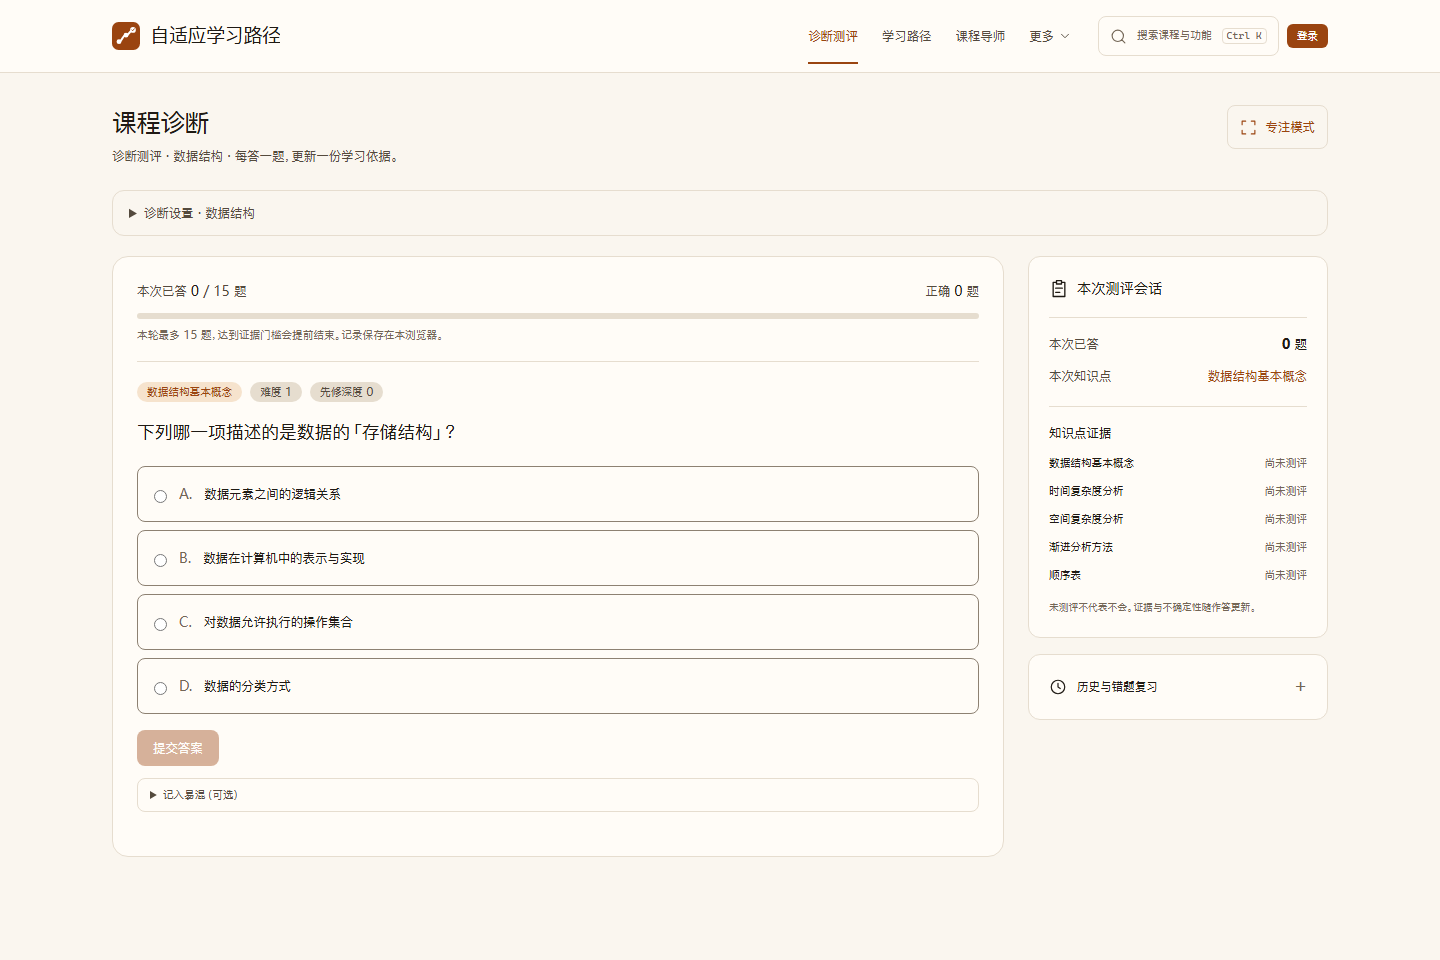 自适应学习路径
诊断测评
学习路径
课程导师
更多
搜索课程与功能
Ctrl K
登录
课程诊断
诊断测评 · 数据结构 · 每答一题，更新一份学习依据。
专注模式
诊断设置 · 数据结构
本次已答 0 / 15 题
正确 0 题
本轮最多 15 题，达到证据门槛会提前结束。记录保存在本浏览器。
数据结构基本概念
难度 1
先修深度 0
下列哪一项描述的是数据的「存储结构」？
A. 数据元素之间的逻辑关系
B. 数据在计算机中的表示与实现
C. 对数据允许执行的操作集合
D. 数据的分类方式
提交答案
记入易混 (可选)
本次测评会话
本次已答 0 题
本次知识点 数据结构基本概念
知识点证据
数据结构基本概念 尚未测评
时间复杂度分析 尚未测评
空间复杂度分析 尚未测评
渐进分析方法 尚未测评
顺序表 尚未测评
未测评不代表不会。证据与不确定性随作答更新。
历史与错题复习 +